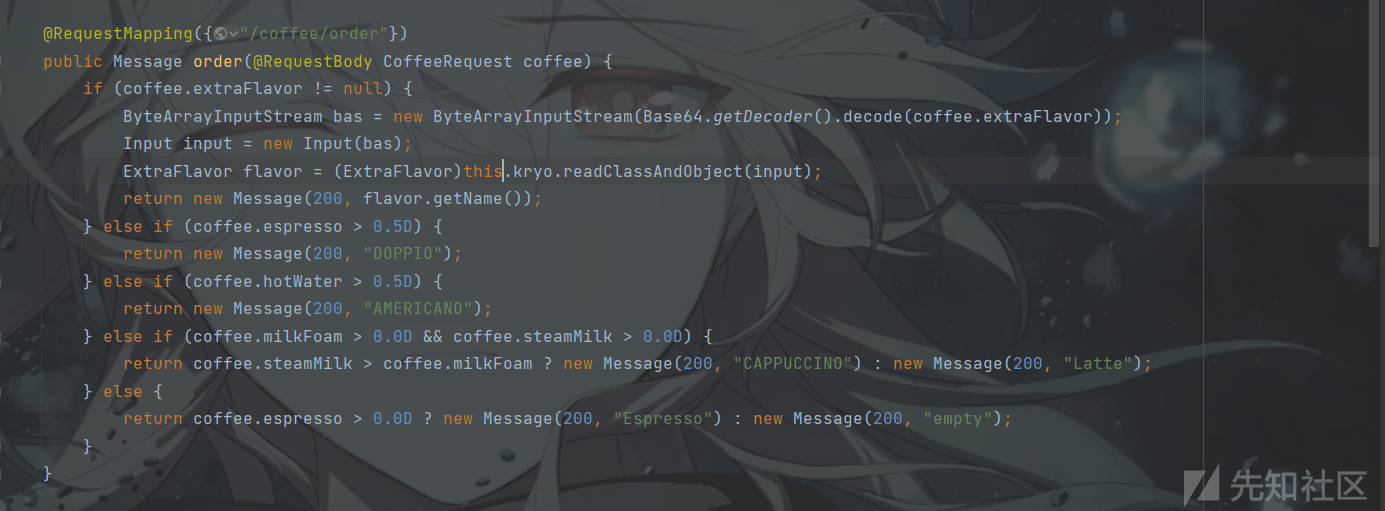 @RequestMapping({"/coffee/order"})
public Message order(@RequestBody CoffeeRequest coffee) {
if (coffee.extraFlavor != null) {
ByteArrayInputStream bas = new ByteArrayInputStream(Base64.getDecoder().decode(coffee.extraFlavor));
Input input = new Input(bas);
ExtraFlavor flavor = (ExtraFlavor)this.kryo.readClassAndObject(input);
return new Message(200, flavor.getName());
} else if (coffee.espresso > 0.5D) {
return new Message(200, "DOPPIO");
} else if (coffee.hotWater > 0.5D) {
return new Message(200, "AMERICANO");
} else if (coffee.milkFoam > 0.0D && coffee.steamMilk > 0.0D) {
return coffee.steamMilk > coffee.milkFoam ? new Message(200, "CAPPUCCINO") : new Message(200, "Latte");
} else {
return coffee.espresso > 0.0D ? new Message(200, "Espresso") : new Message(200, "empty");
}
}
先知社区